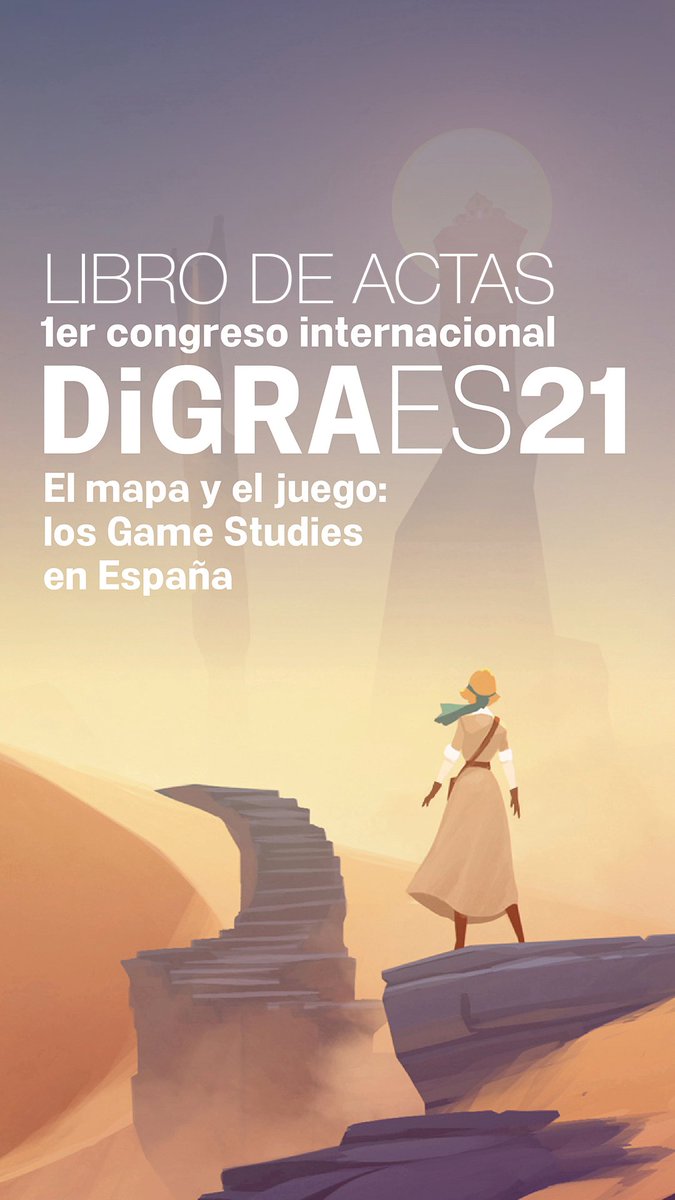 LIBRO DE ACTAS
1er congreso internacional
DiGRAES21
El mapa y el juego:
los Game Studies
en España